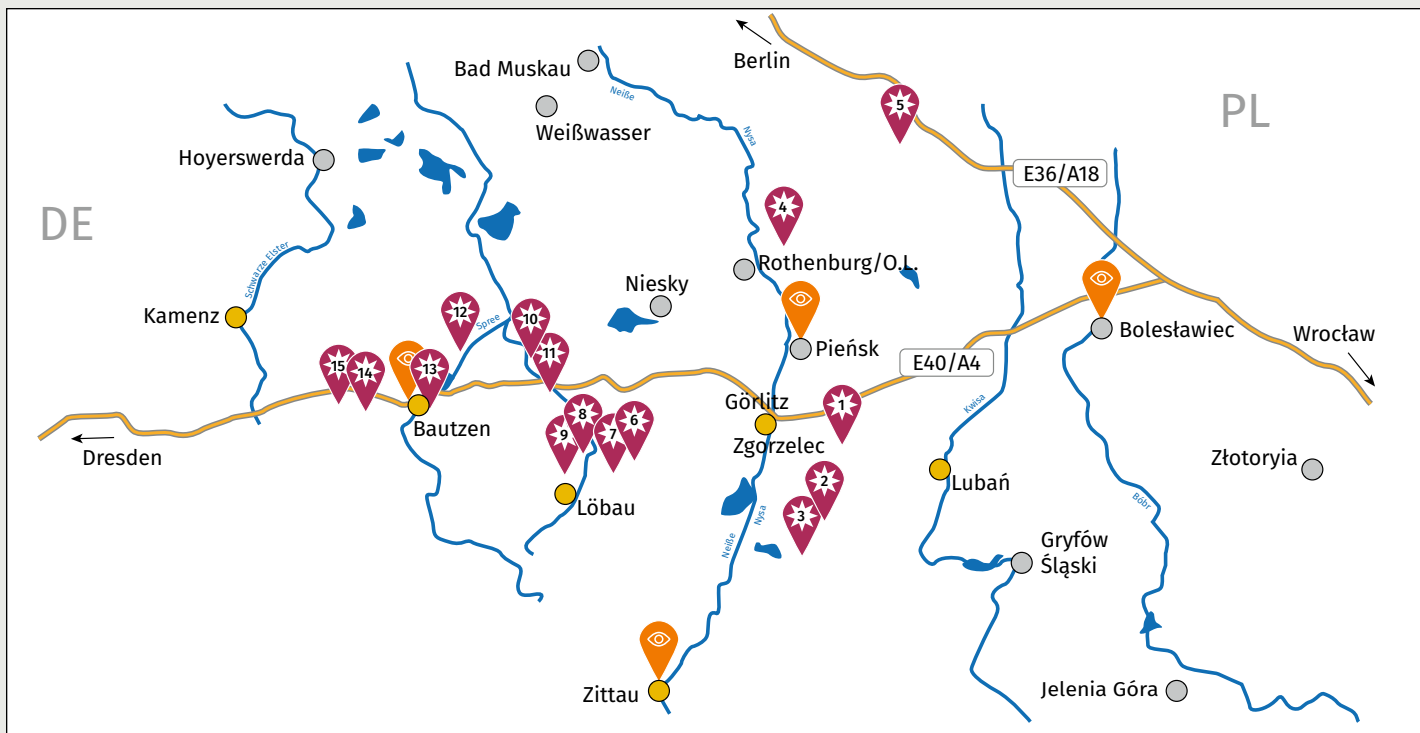 Bad Muskau
Berlin
PL
Neiße
Weißwasser
5
Nysa
Hoyerswerda
E36/A18
DE
4
Schwarze Elster
Rothenburg/O.L.
Niesky
Kamenz
12
10
Spree
Pieńsk
Bolesławiec
Wrocław
11
15
14
13
E40/A4
Görlitz
Zgorzelec
1
Kwisa
Bautzen
9
8
7
6
Dresden
Złotoryia
2
Lubań
Löbau
3
Nysa
Neiße
Bóbr
Gryfów
Śląski
Zittau
Jelenia Góra